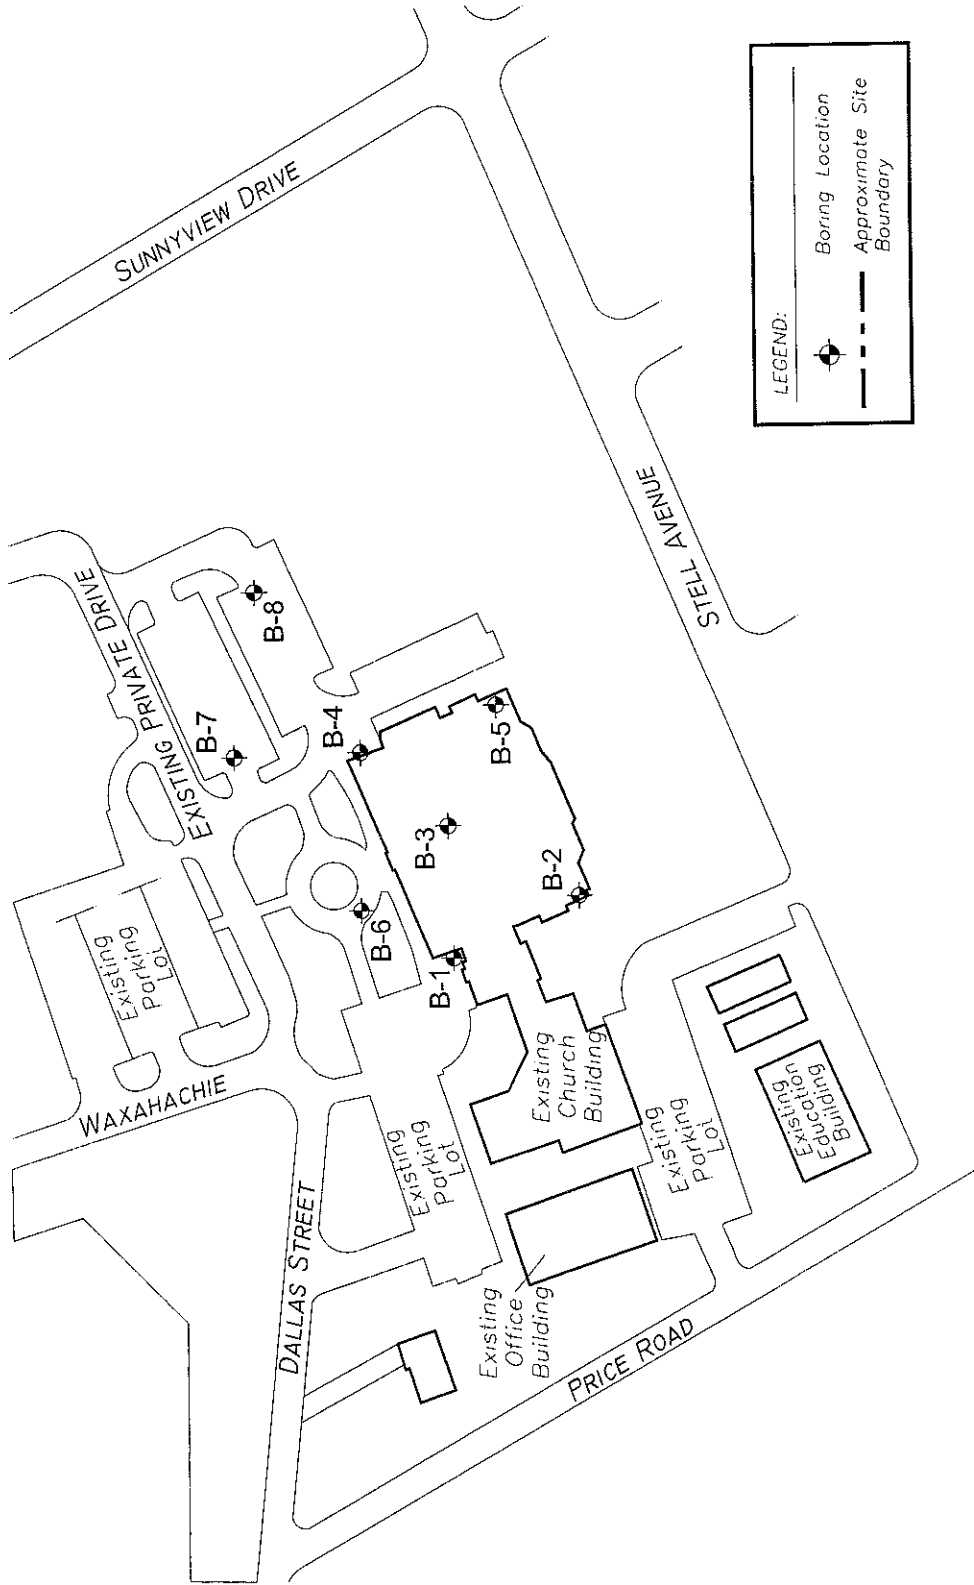 SUNNYVIEW DRIVE
LEGEND:
Boring Location
Approximate Site
Boundary
STELL AVENUE
EXISTING PRIVATE DRIVE
B-8
B-7
B-4
B-5
B-3
B-2
B-6
B-1
Existing
Parking
Lot
WAXAHACHIE
Existing
Church
Building
Existing
Parking
Lot
Existing
Parking
Lot
Existing
Education
Building
DALLAS STREET
Existing
Office
Building
PRICE ROAD